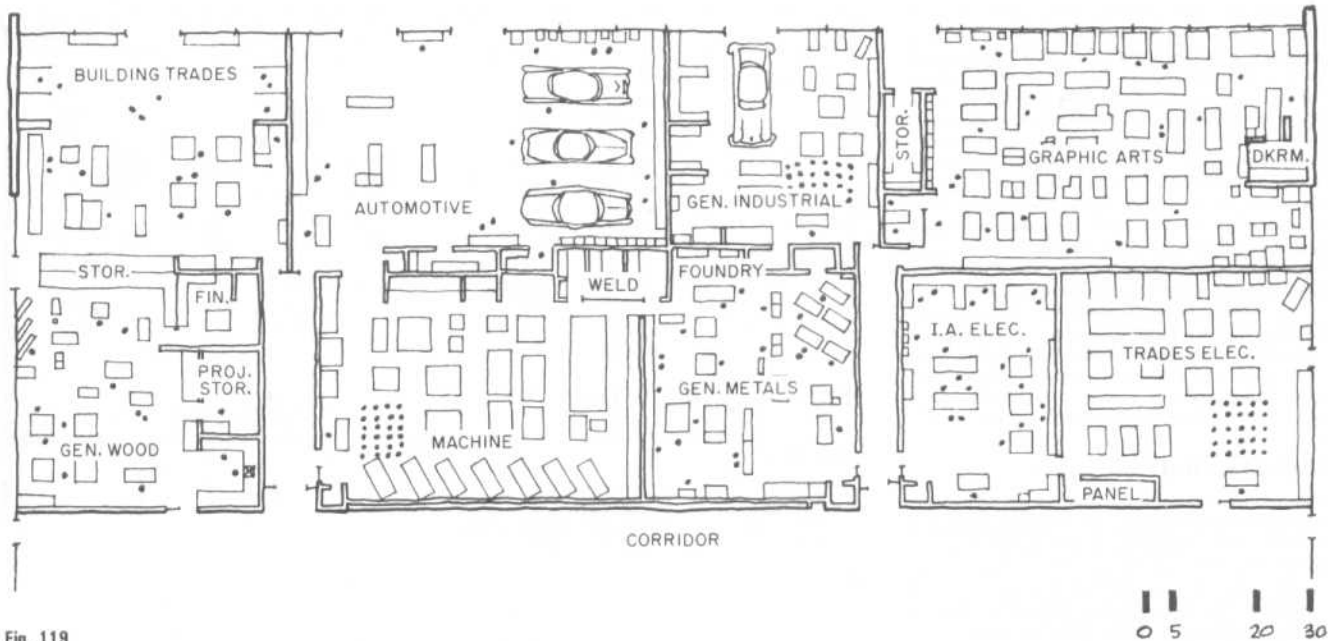 BUILDING TRADES
AUTOMOTIVE
GEN. INDUSTRIAL
STOR.
GRAPHIC ARTS
DKRM.
STOR.
FIN.
WELD
FOUNDRY
I.A. ELEC.
TRADES ELEC.
PROJ.
STOR.
GEN. METALS
GEN. WOOD
MACHINE
PANEL
CORRIDOR
0 5 20 30
Fig. 119